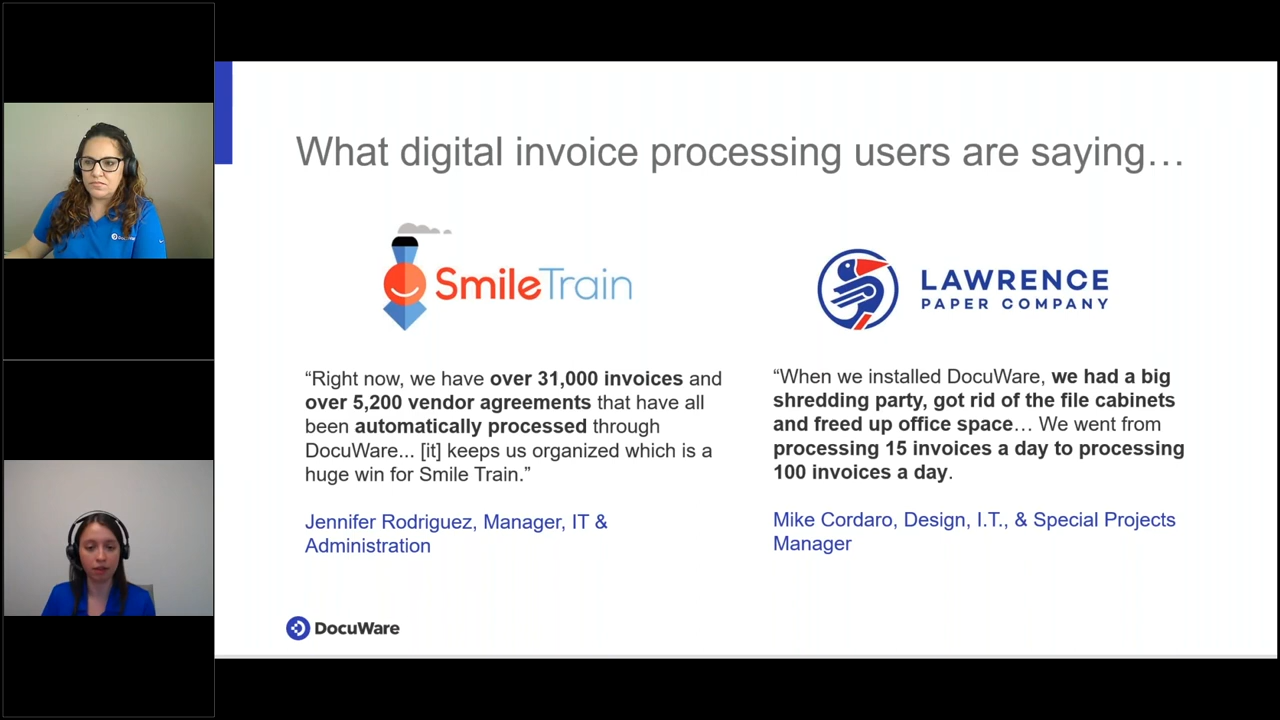 What digital invoice processing users are saying…
SmileTrain
LAWRENCE
PAPER COMPANY
“Right now, we have over 31,000 invoices and
over 5,200 vendor agreements that have all
been automatically processed through
DocuWare... [it] keeps us organized which is a
huge win for Smile Train.”
Jennifer Rodriguez, Manager, IT &
Administration
“When we installed DocuWare, we had a big
shredding party, got rid of the file cabinets
and freed up office space… We went from
processing 15 invoices a day to processing
100 invoices a day.
Mike Cordaro, Design, I.T., & Special Projects
Manager
DocuWare